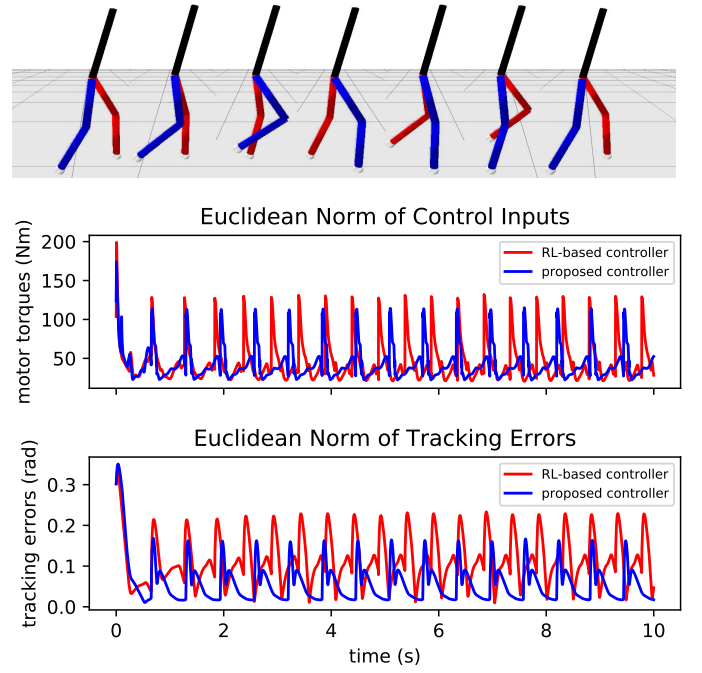 Euclidean Norm of Control Inputs
motor torques (Nm)
200
150
100
50
RL-based controller
proposed controller
Euclidean Norm of Tracking Errors
tracking errors (rad)
0.3
0.2
0.1
0.0
RL-based controller
proposed controller
0 2 4 6 8 10
time (s)